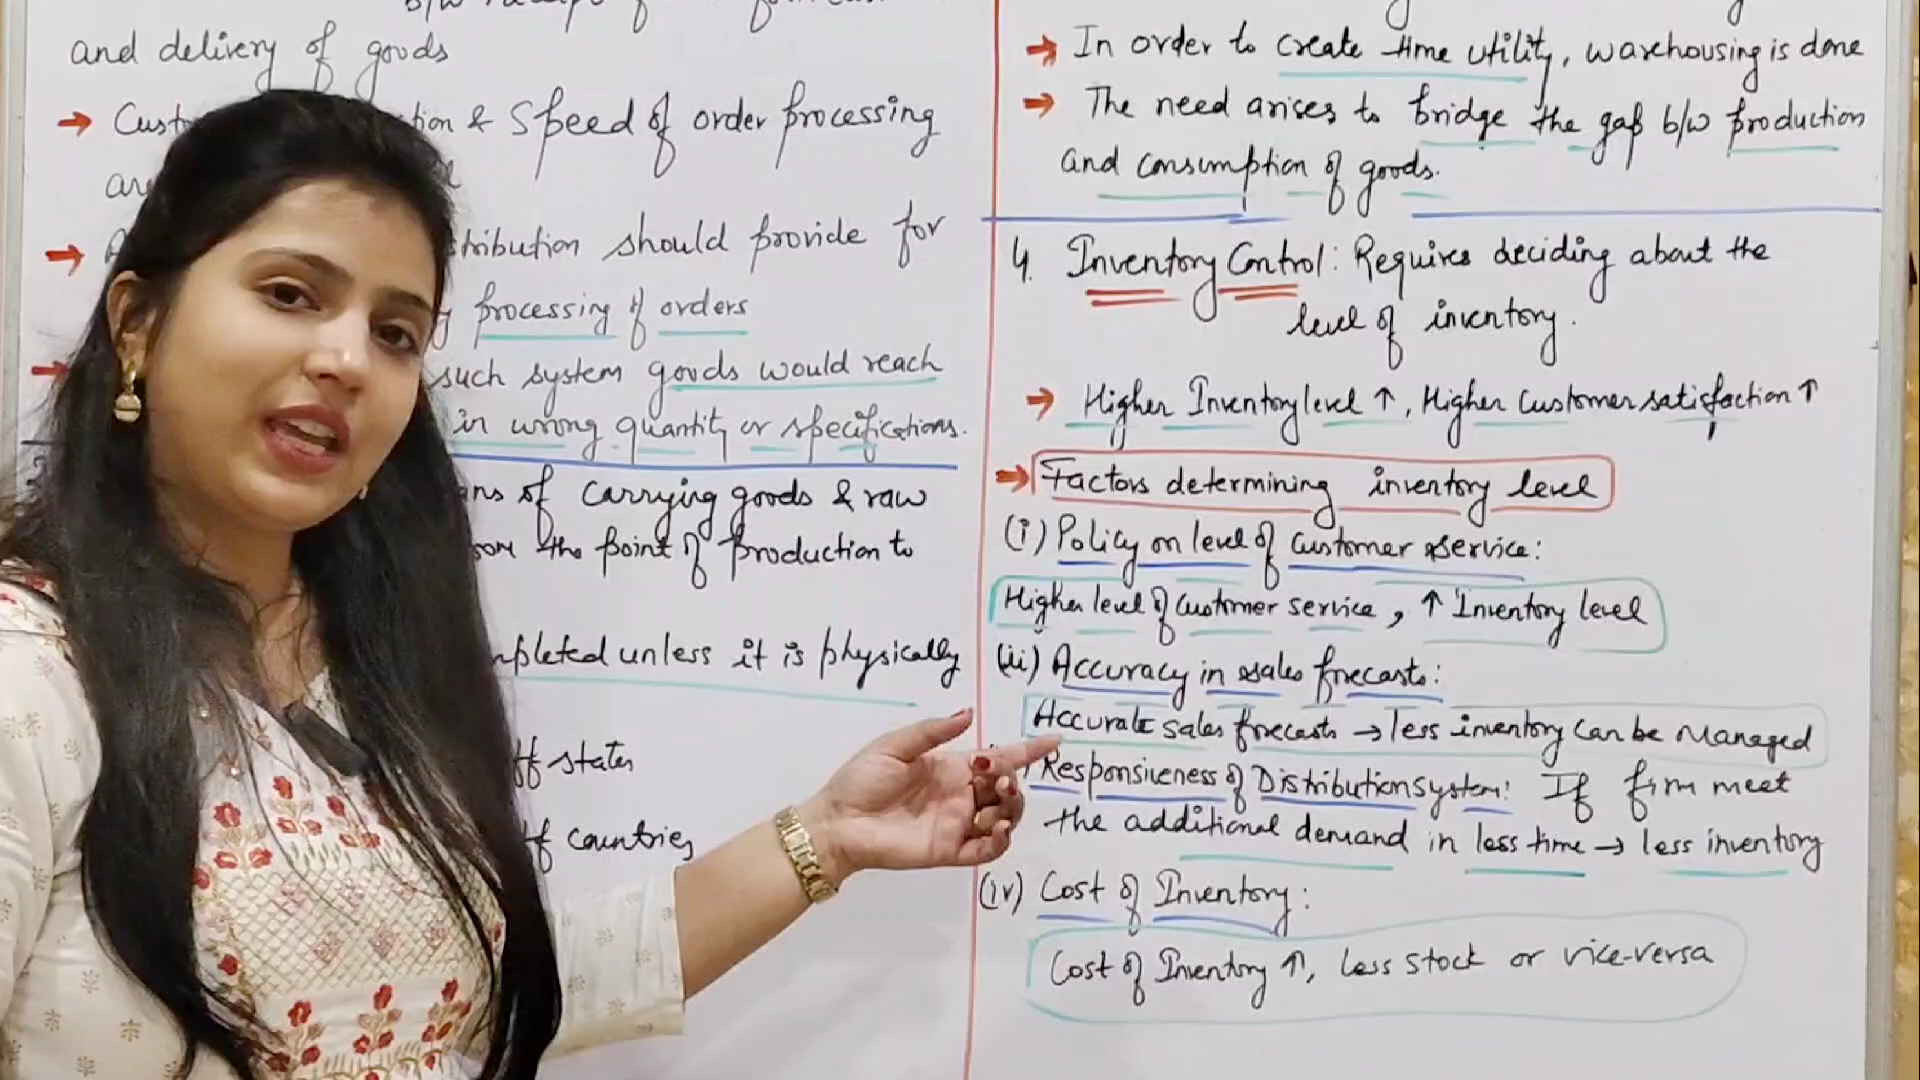 and delivery of goods
tion & Speed of order processing
are
stribution should provide for
processing of orders
such system goods would reach
in wrong quantity or specifications.
of carrying goods & raw
the point of production to
mpleted unless it is physically
ff states
ff countries
→ In order to create time utility, warehousing is done
→ The need arises to bridge the gap b/w production
and consumption of goods.
4. Inventory Control: Requires deciding about the
level of inventory.
→ Higher Inventory level ↑, Higher customer satisfaction ↑
→ Factors determining inventory level
(i) Policy on level of customer service:
Higher level of customer service, ↑ Inventory level
(ii) Accuracy in sales forecasts:
Accurate sales forecasts → less inventory can be managed
Responsiveness of Distribution system: If firm meet
the additional demand in less time → less inventory
(iv) Cost of Inventory:
Cost of Inventory ↑, less stock or vice-versa